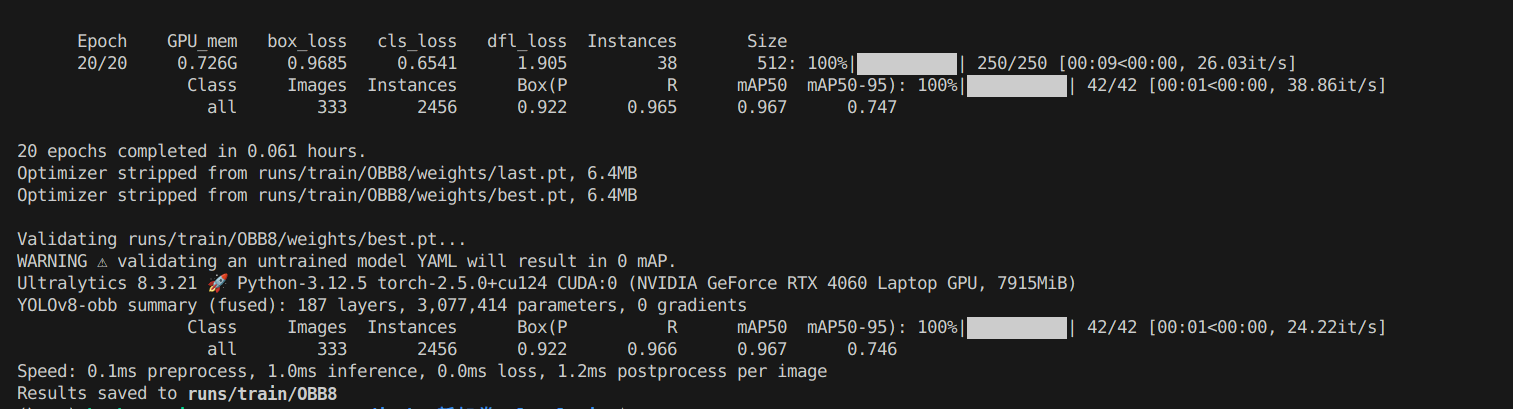 Epoch GPU_mem box_loss cls_loss dfl_loss Instances Size
20/20 0.726G 0.9685 0.6541 1.905 38 512: 100%|██████████| 250/250 [00:09<00:00, 26.03it/s]
Class Images Instances Box(P R mAP50 mAP50-95): 100%|██████████| 42/42 [00:01<00:00, 38.86it/s]
all 333 2456 0.922 0.965 0.967 0.747
20 epochs completed in 0.061 hours.
Optimizer stripped from runs/train/OBB8/weights/last.pt, 6.4MB
Optimizer stripped from runs/train/OBB8/weights/best.pt, 6.4MB
Validating runs/train/OBB8/weights/best.pt...
WARNING ⚠ validating an untrained model YAML will result in 0 mAP.
Ultralytics 8.3.21 🚀 Python-3.12.5 torch-2.5.0+cu124 CUDA:0 (NVIDIA GeForce RTX 4060 Laptop GPU, 7915MiB)
YOLOv8-obb summary (fused): 187 layers, 3,077,414 parameters, 0 gradients
Class Images Instances Box(P R mAP50 mAP50-95): 100%|██████████| 42/42 [00:01<00:00, 24.22it/s]
all 333 2456 0.922 0.966 0.967 0.746
Speed: 0.1ms preprocess, 1.0ms inference, 0.0ms loss, 1.2ms postprocess per image
Results saved to runs/train/OBB8